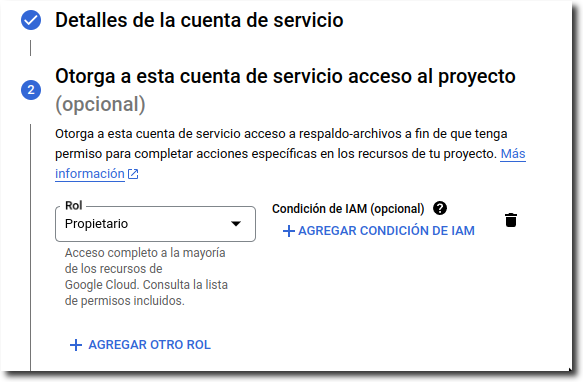 Detalles de la cuenta de servicio
2
Otorga a esta cuenta de servicio acceso al proyecto
(opcional)
Otorga a esta cuenta de servicio acceso a respaldo-archivos a fin de que tenga
permiso para completar acciones específicas en los recursos de tu proyecto. Más
información
Rol
Propietario
Condición de IAM (opcional) ?
+ AGREGAR CONDICIÓN DE IAM
Acceso completo a la mayoría
de los recursos de
Google Cloud. Consulta la lista
de permisos incluidos.
+ AGREGAR OTRO ROL